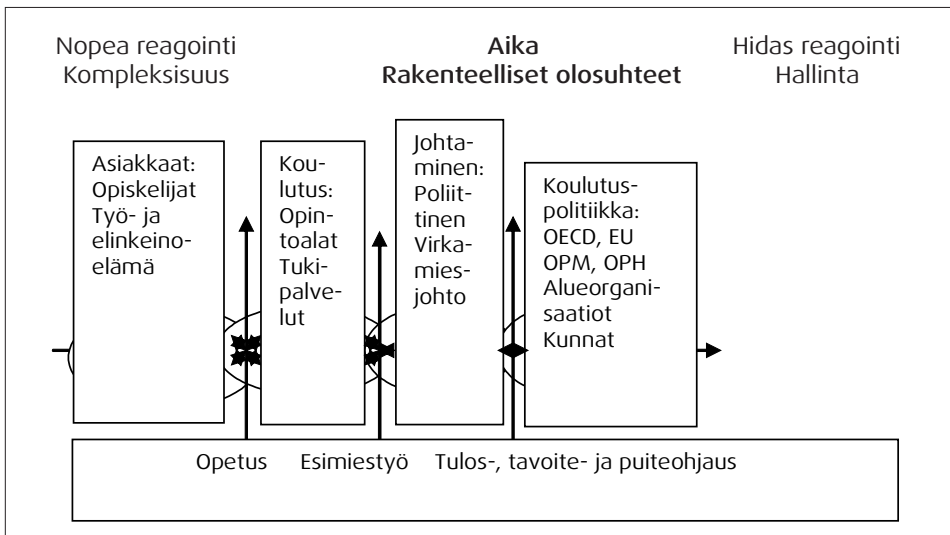 Nopea reagointi
Kompleksisuus
Aika
Rakenteelliset olosuhteet
Hidas reagointi
Hallinta
Asiakkaat:
Opiskelijat
Työ- ja
elinkeino-
elämä
Kou-
lutus:
Opin-
toalat
Tuki-
palve-
lut
Johta-
minen:
Poliit-
tinen
Virka-
mies-
johto
Koulutus-
politiikka:
OECD, EU
OPM, OPH
Alueorgani-
saatiot
Kunnat
Opetus
Esimiestyö
Tulos-, tavoite- ja puiteohjaus